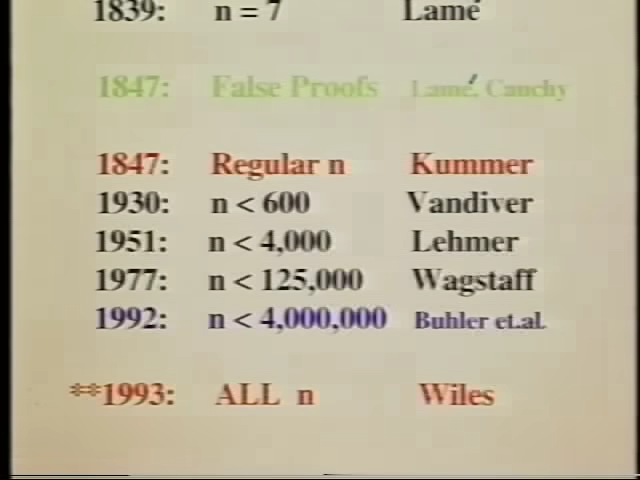 1839: n = 7 Lamé
1847: False Proofs Lamé, Cauchy
1847: Regular n Kummer
1930: n < 600 Vandiver
1951: n < 4,000 Lehmer
1977: n < 125,000 Wagstaff
1992: n < 4,000,000 Buhler et.al.
**1993: ALL n Wiles